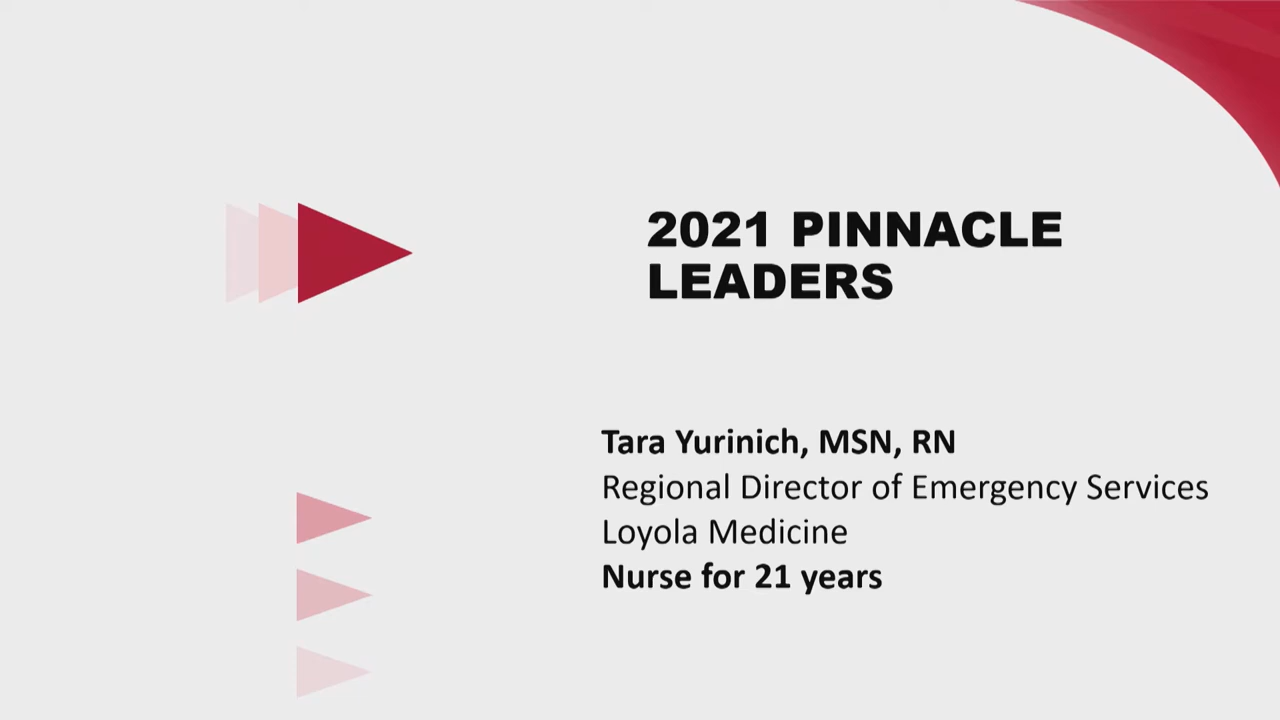 2021 PINNACLE
LEADERS
Tara Yurinich, MSN, RN
Regional Director of Emergency Services
Loyola Medicine
Nurse for 21 years